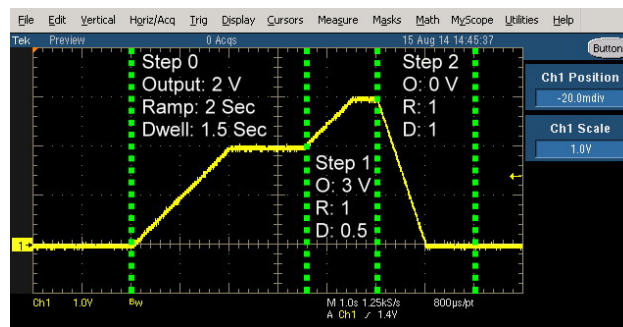 File Edit Vertical Horiz/Acq Trig Display Cursors Measure Masks Math MyScope Utilities Help
Tek Preview 0 Acqs 15 Aug 14 14:45:37
Button
Step 0
Output: 2 V
Ramp: 2 Sec
Dwell: 1.5 Sec
Step 2
O: 0 V
R: 1
D: 1
Ch1 Position
-20.0mdiv
Ch1 Scale
1.0V
Step 1
O: 3 V
R: 1
D: 0.5
1
Ch1 1.0V BW M 1.0s 1.25kS/s 800µs/pt
A Ch1 ∕ 1.4V